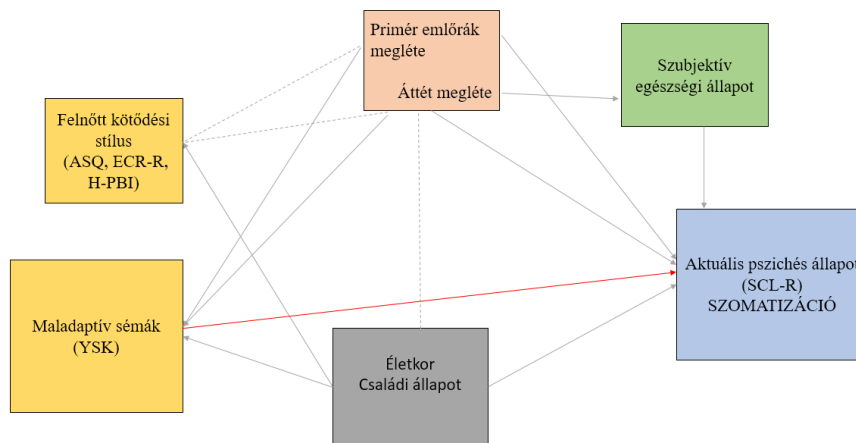 Primér emlőrák
megléte
Áttét megléte
Szubjektív
egészségi állapot
Felnőtt kötődési
stílus
(ASQ, ECR-R,
H-PBI)
Aktuális pszichés állapot
(SCL-R)
SZOMATIZÁCIÓ
Maladaptív sémák
(YSK)
Életkor
Családi állapot